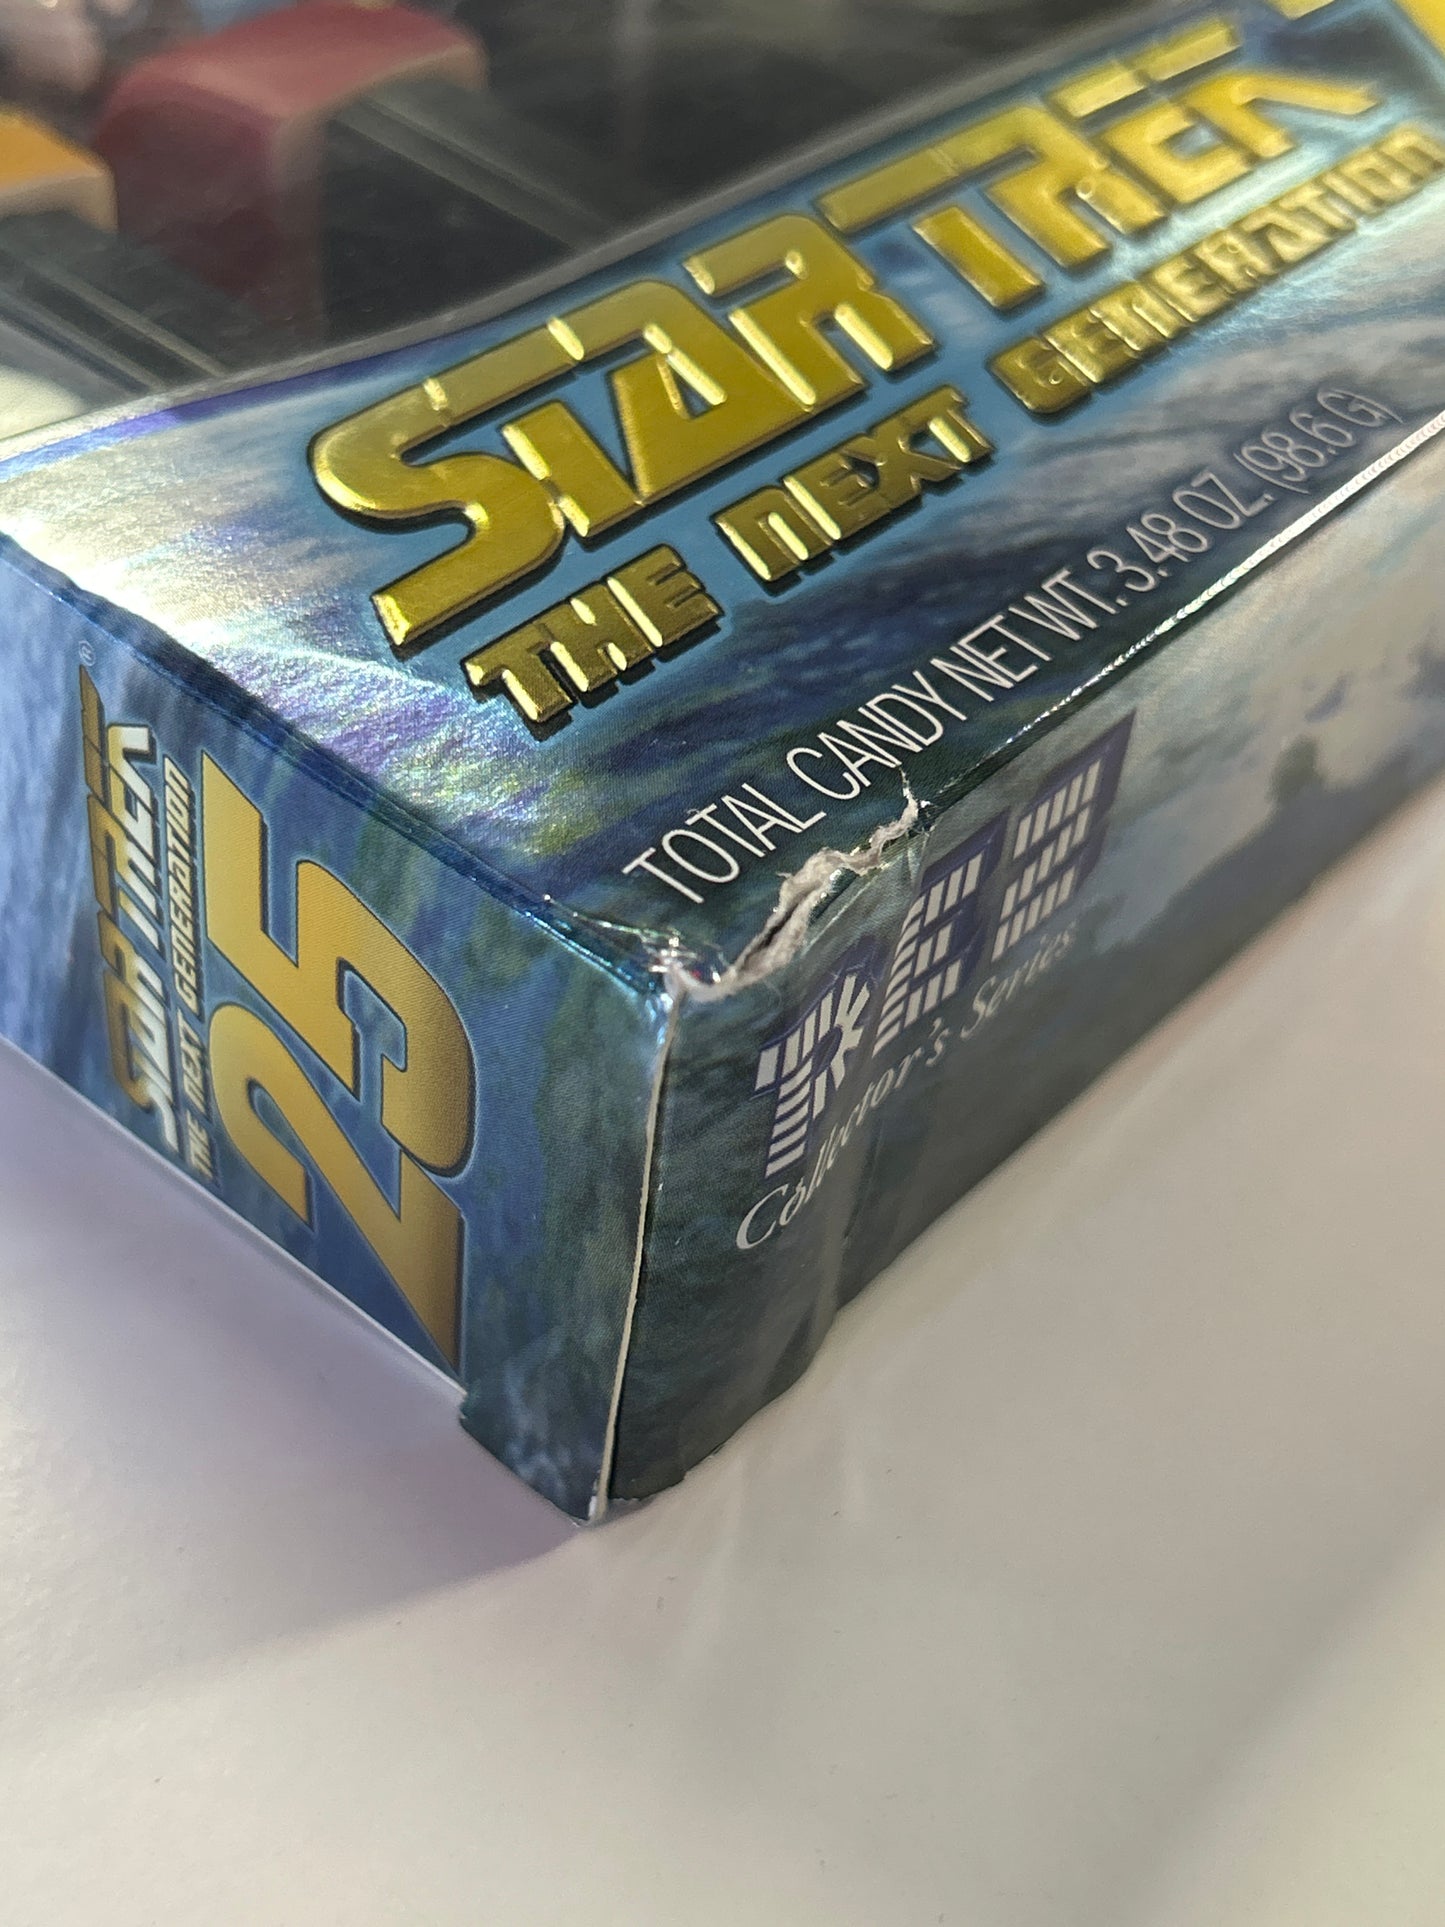 STAR TREK
THE NEXT GENERATION
TOTAL CANDY NET WT. 3.48 OZ. (98.6 G)
STAR TREK®
THE NEXT GENERATION
25
PEZ
Collector's Series